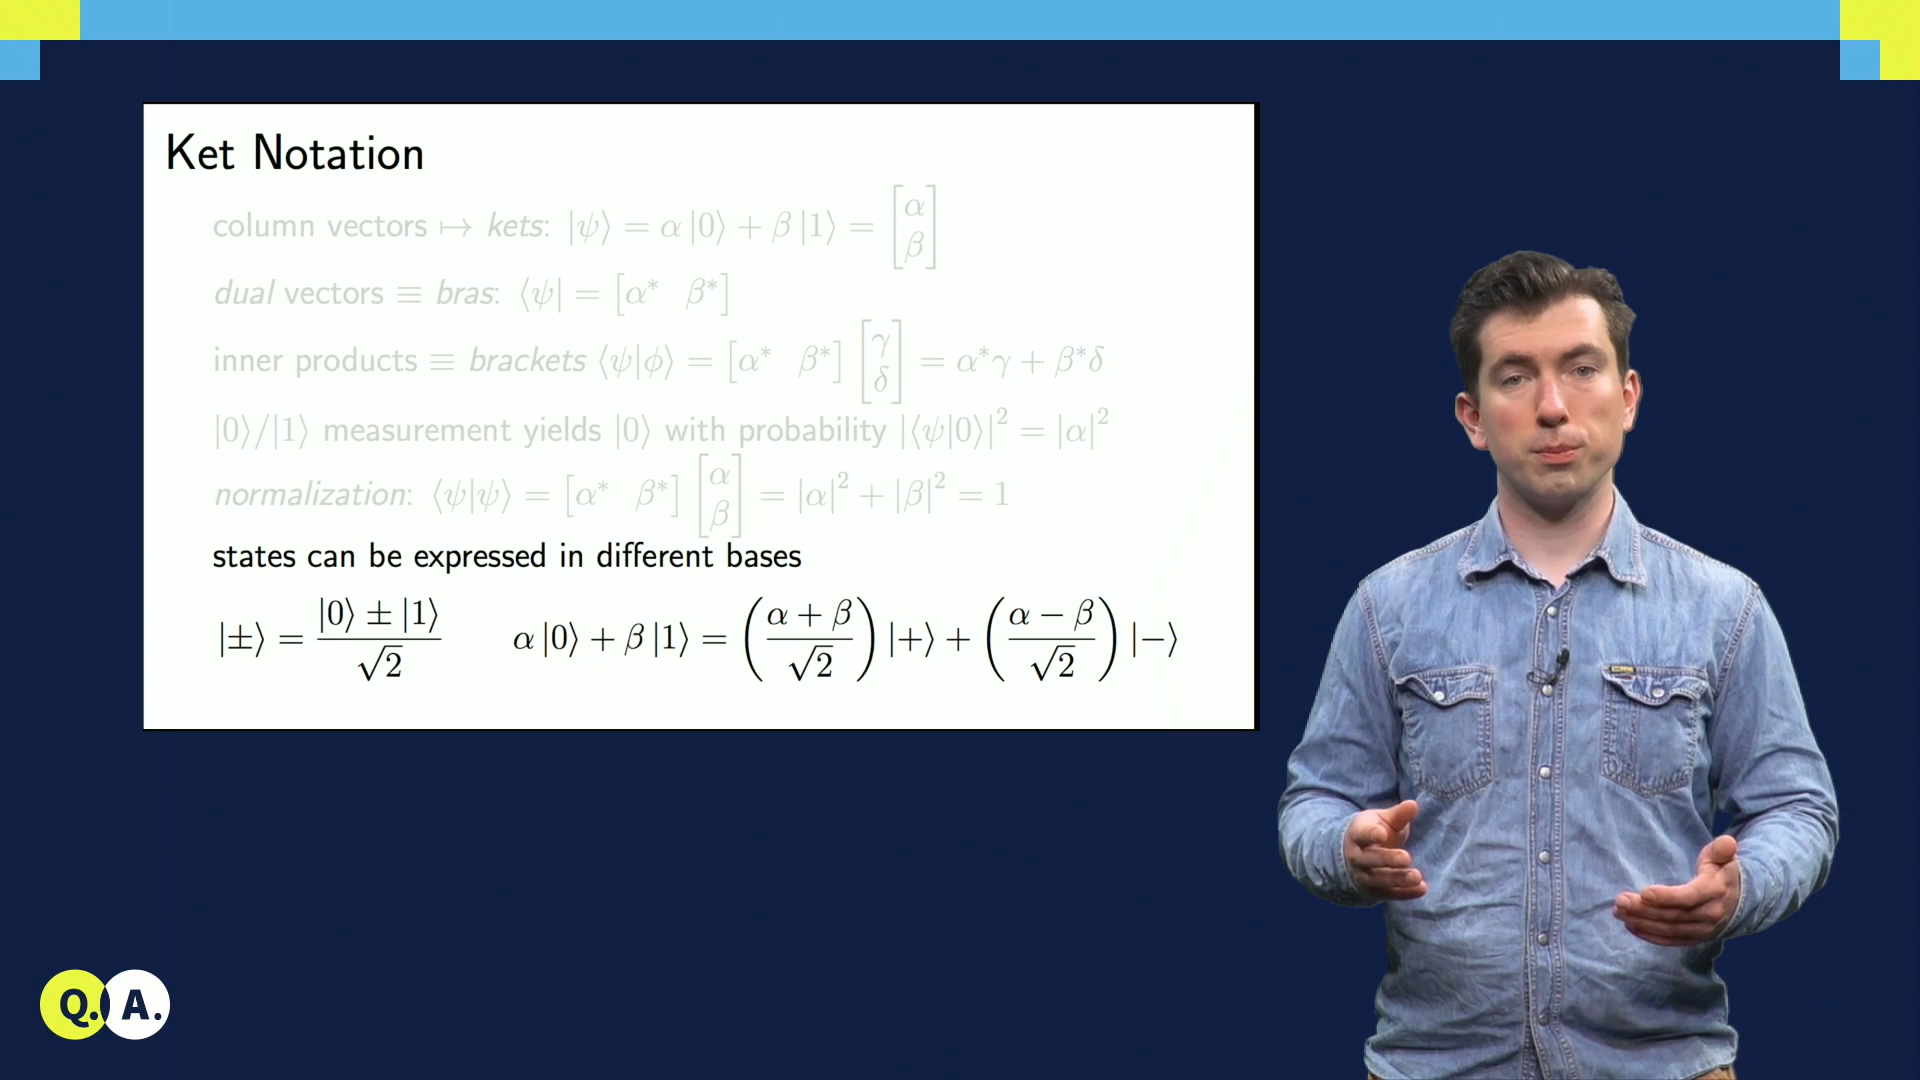 Ket Notation
column vectors ↦ kets: |ψ⟩ = α|0⟩ + β|1⟩ = [α β]
dual vectors ≡ bras: ⟨ψ| = [α* β*]
inner products ≡ brackets ⟨ψ|ϕ⟩ = [α* β*] [γ δ] = α*γ + β*δ
|0⟩/|1⟩ measurement yields |0⟩ with probability |⟨ψ|0⟩|² = |α|²
normalization: ⟨ψ|ψ⟩ = [α* β*] [α β] = |α|² + |β|² = 1
states can be expressed in different bases
|±⟩ = (|0⟩ ± |1⟩)/√2    α|0⟩ + β|1⟩ = ((α + β)/√2) |+⟩ + ((α − β)/√2) |−⟩
Q. A.